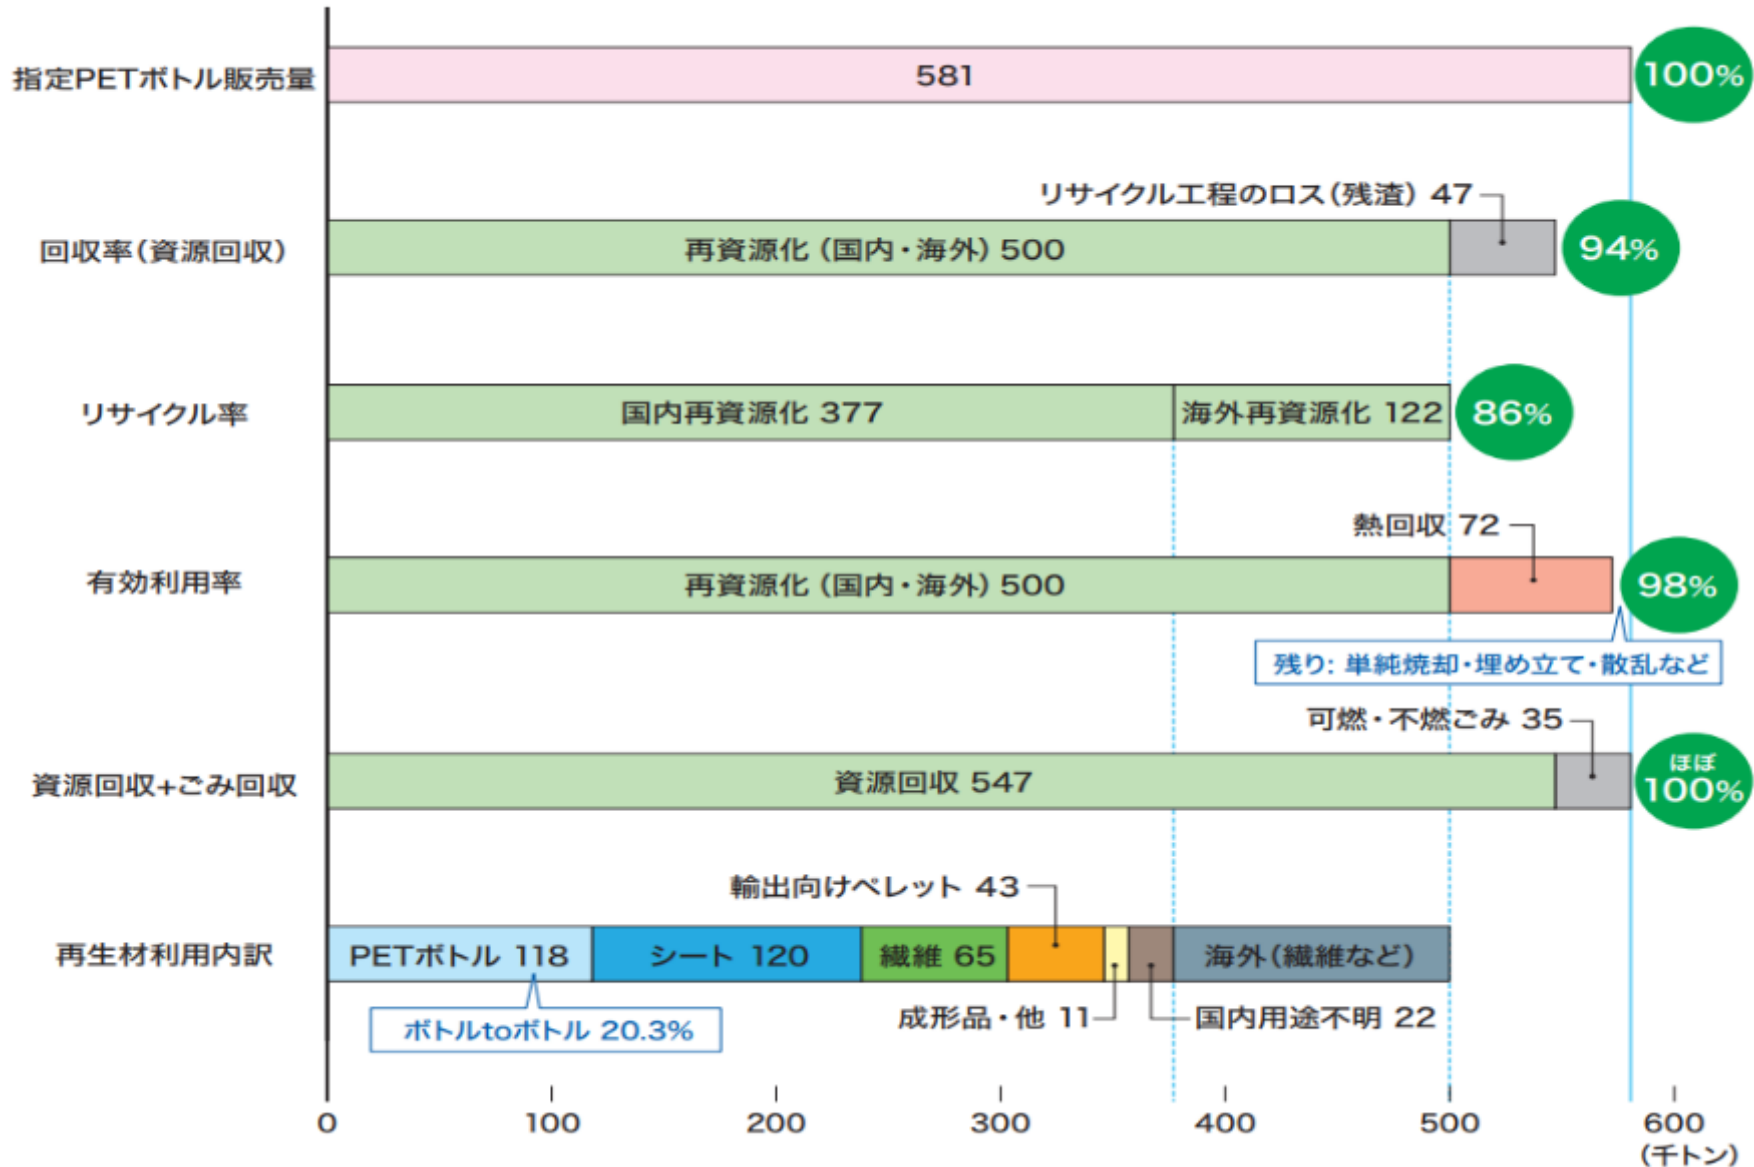 指定PETボトル販売量
581
100%
リサイクル工程のロス(残渣) 47
回収率(資源回収)
再資源化(国内・海外) 500
94%
リサイクル率
国内再資源化 377
海外再資源化 122
86%
熱回収 72
有効利用率
再資源化(国内・海外) 500
98%
残り: 単純焼却・埋め立て・散乱など
可燃・不燃ごみ 35
資源回収+ごみ回収
資源回収 547
ほぼ
100%
輸出向けペレット 43
再生材利用内訳
PETボトル 118
シート 120
繊維 65
海外(繊維など)
ボトルtoボトル 20.3%
成形品・他 11
国内用途不明 22
0
100
200
300
400
500
600
(千トン)